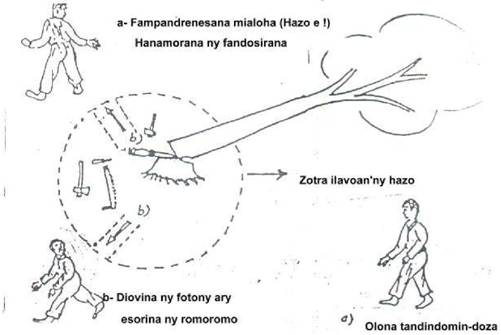 a- Fampandrenesana mialoha (Hazo e !)
Hanamorana ny fandosirana
b)
Zotra ilavoan'ny hazo
b)
b- Diovina ny fotony ary
esorina ny romoromo
a)
Olona tandindomin-doza